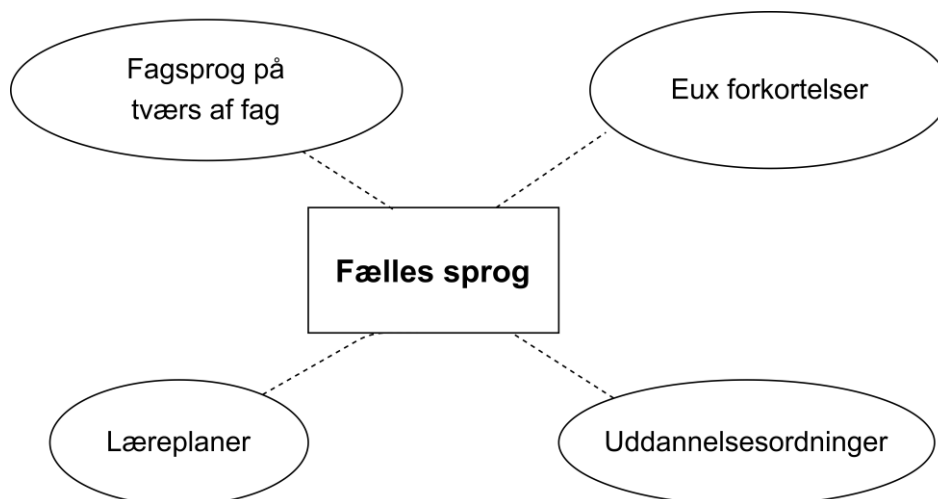 Fagsprog på
tværs af fag
Eux forkortelser
Fælles sprog
Læreplaner
Uddannelsesordninger